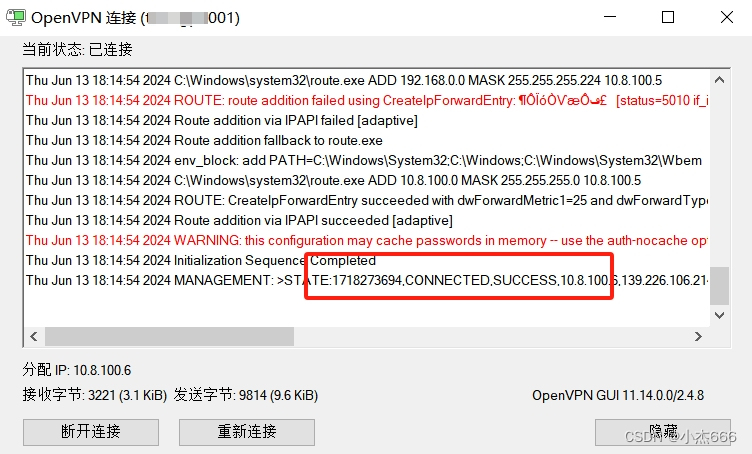 OpenVPN 连接 (t 001)
当前状态: 已连接
Thu Jun 13 18:14:54 2024 C:\Windows\system32\route.exe ADD 192.168.0.0 MASK 255.255.255.224 10.8.100.5
Thu Jun 13 18:14:54 2024 ROUTE: route addition failed using CreateIpForwardEntry: [status=5010 if_i
Thu Jun 13 18:14:54 2024 Route addition via IPAPI failed [adaptive]
Thu Jun 13 18:14:54 2024 Route addition fallback to route.exe
Thu Jun 13 18:14:54 2024 env_block: add PATH=C:\Windows\System32;C:\Windows;C:\Windows\System32\Wbem
Thu Jun 13 18:14:54 2024 C:\Windows\system32\route.exe ADD 10.8.100.0 MASK 255.255.255.0 10.8.100.5
Thu Jun 13 18:14:54 2024 ROUTE: CreateIpForwardEntry succeeded with dwForwardMetric1=25 and dwForwardType
Thu Jun 13 18:14:54 2024 Route addition via IPAPI succeeded [adaptive]
Thu Jun 13 18:14:54 2024 WARNING: this configuration may cache passwords in memory -- use the auth-nocache opt
Thu Jun 13 18:14:54 2024 Initialization Sequence Completed
Thu Jun 13 18:14:54 2024 MANAGEMENT: >STATE:1718273694,CONNECTED,SUCCESS,10.8.100.6,139.226.106.21
分配 IP: 10.8.100.6
接收字节: 3221 (3.1 KiB) 发送字节: 9814 (9.6 KiB)
OpenVPN GUI 11.14.0.0/2.4.8
断开连接
重新连接
隐藏
CSDN @小杰666